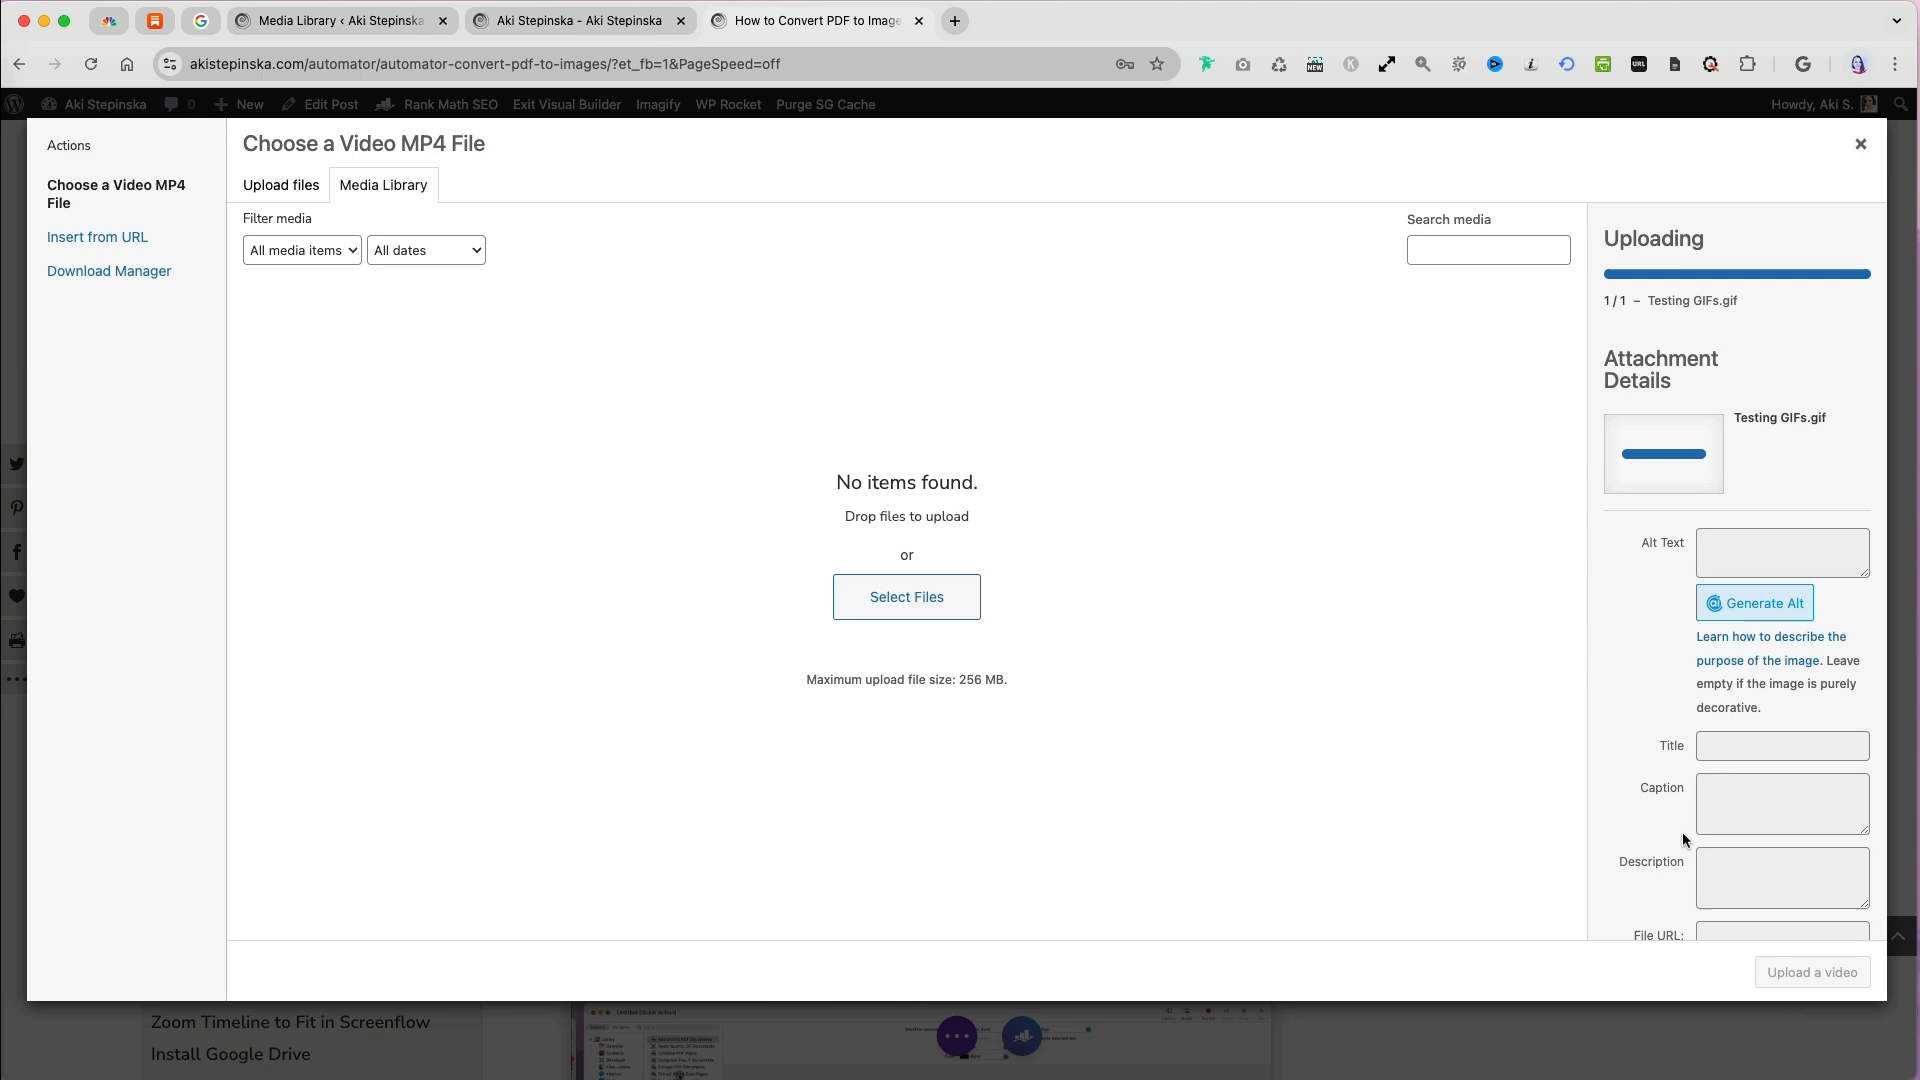 Media Library ‹ Aki Stepinska
Aki Stepinska - Aki Stepinska
How to Convert PDF to Image
akistepinska.com/automator/automator-convert-pdf-to-images/?et_fb=1&PageSpeed=off
NEW
URL
Aki Stepinska
0
New
Edit Post
Rank Math SEO
Exit Visual Builder
Imagify
WP Rocket
Purge SG Cache
Howdy, Aki S.
Actions
Choose a Video MP4
File
Insert from URL
Download Manager
Choose a Video MP4 File
Upload files
Media Library
Filter media
All media items
All dates
Search media
No items found.
Drop files to upload
or
Select Files
Maximum upload file size: 256 MB.
Uploading
1 / 1 – Testing GIFs.gif
Attachment
Details
Testing GIFs.gif
Alt Text
Generate Alt
Learn how to describe the
purpose of the image. Leave
empty if the image is purely
decorative.
Title
Caption
Description
File URL:
Upload a video
Zoom Timeline to Fit in Screenflow
Install Google Drive